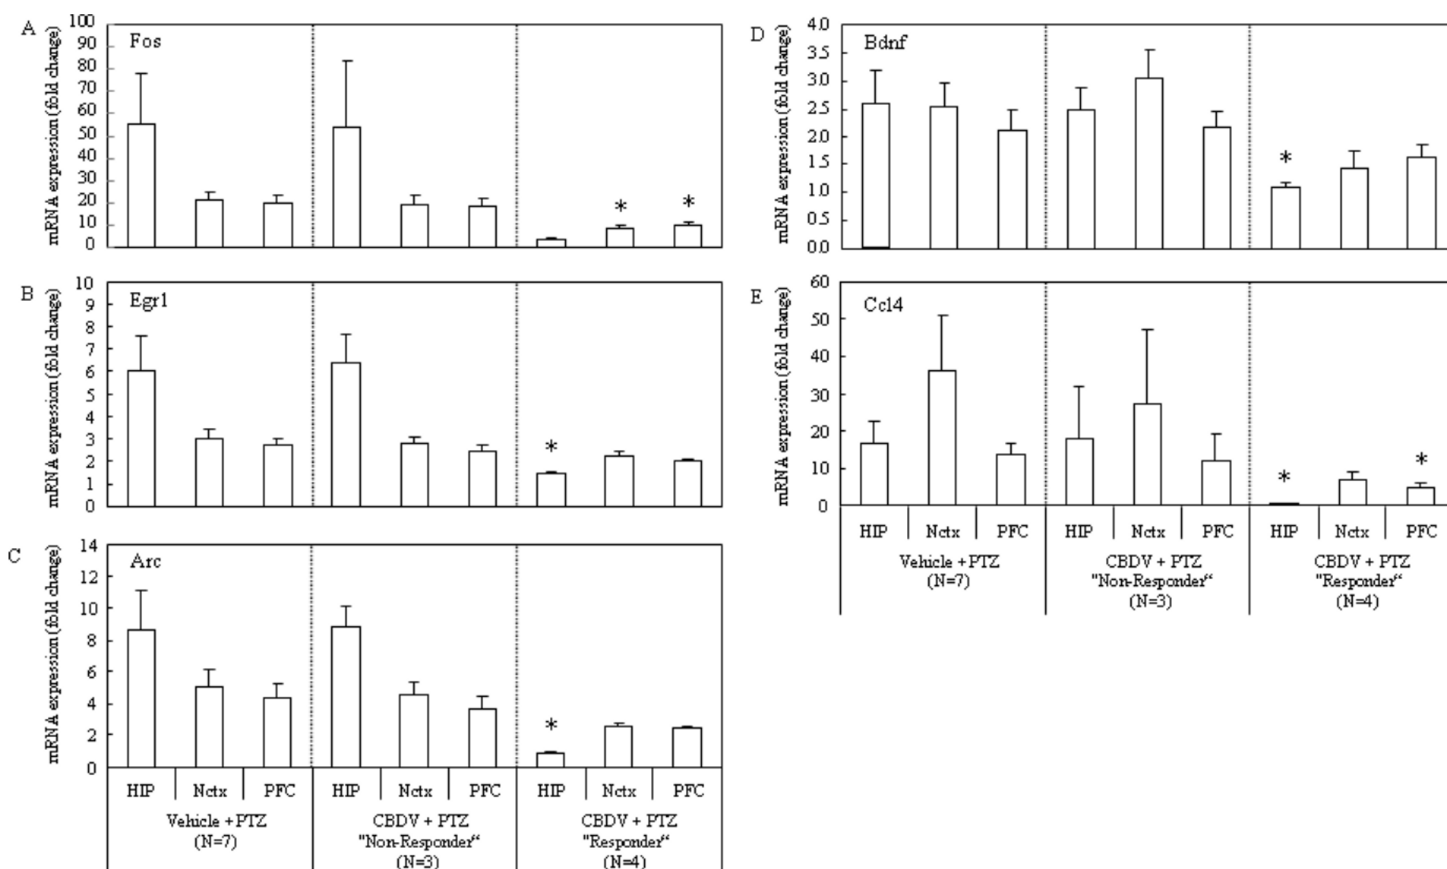 A
mRNA expression (fold change)
Fos
100
90
80
70
60
50
40
30
20
10
0
* *
B
mRNA expression (fold change)
Egr1
10
9
8
7
6
5
4
3
2
1
0
*
C
mRNA expression (fold change)
Arc
14
12
10
8
6
4
2
0
*
HIP Nctx PFC HIP Nctx PFC HIP Nctx PFC
Vehicle + PTZ
(N=7)
CBDV + PTZ
"Non-Responder“
(N=3)
CBDV + PTZ
"Responder“
(N=4)
D
mRNA expression (fold change)
Bdnf
4.0
3.5
3.0
2.5
2.0
1.5
1.0
0.5
0.0
*
E
mRNA expression (fold change)
Ccl4
60
50
40
30
20
10
0
* *
HIP Nctx PFC HIP Nctx PFC HIP Nctx PFC
Vehicle + PTZ
(N=7)
CBDV + PTZ
"Non-Responder“
(N=3)
CBDV + PTZ
"Responder“
(N=4)